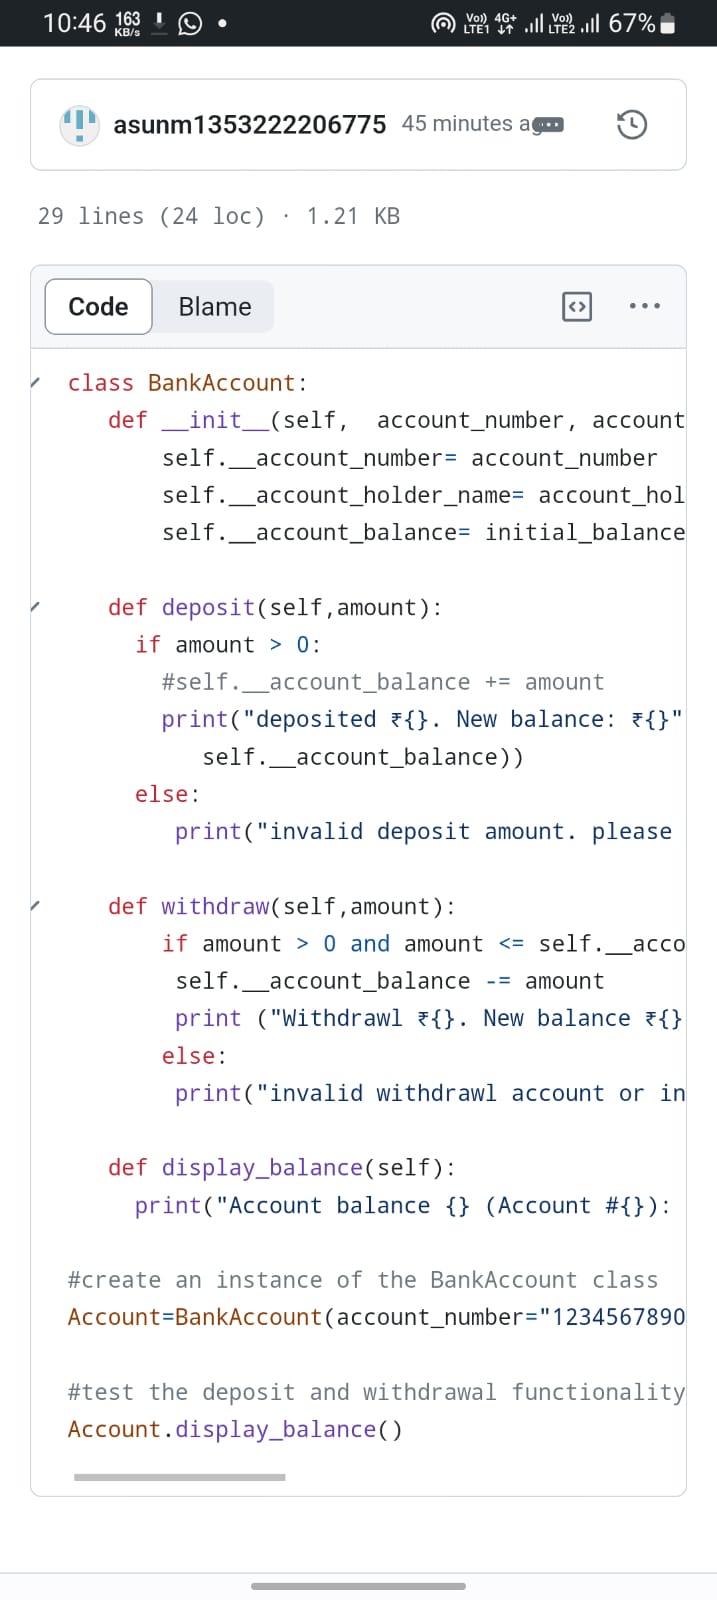 10:46 163 KB/s Vo)) LTE1 4G+ Vo)) LTE2 67%
asunm1353222206775 45 minutes
29 lines (24 loc) · 1.21 KB
Code Blame
class BankAccount:
def __init__(self, account_number, account
self.__account_number= account_number
self.__account_holder_name= account_hol
self.__account_balance= initial_balance
def deposit(self,amount):
if amount > 0:
#self.__account_balance += amount
print("deposited ₹{}. New balance: ₹{}"
self.__account_balance))
else:
print("invalid deposit amount. please
def withdraw(self,amount):
if amount > 0 and amount <= self.__acco
self.__account_balance -= amount
print ("Withdrawl ₹{}. New balance ₹{}
else:
print("invalid withdrawl account or in
def display_balance(self):
print("Account balance {} (Account #{}):
#create an instance of the BankAccount class
Account=BankAccount(account_number="1234567890
#test the deposit and withdrawal functionality
Account.display_balance()